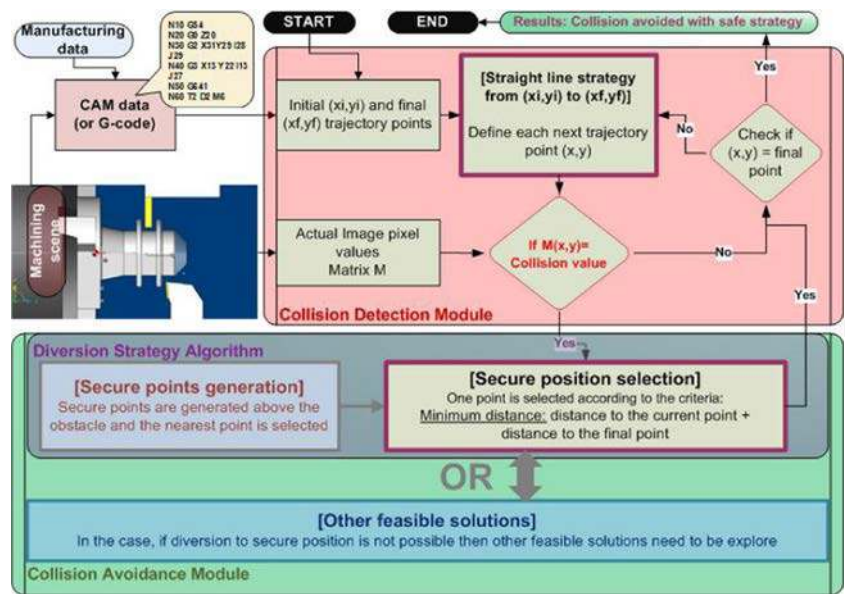 START
END
Results: Collision avoided with safe strategy
Manufacturing
data
N10 G54
N20 G0 Z20
N30 G2 X31Y25 I28
J29
N40 G3 X13 Y22 I13
J27
N50 G641
N60 T2 D2 M6
CAM data
(or G-code)
Initial (xi,yi) and final
(xf,yf) trajectory points
[Straight line strategy
from (xi,yi) to (xf,yf)]
Define each next trajectory
point (x,y)
No
Yes
Check if
(x,y) = final
point
Machining
scene
Actual Image pixel
values
Matrix M
If M(x,y)=
Collision value
No
Yes
Collision Detection Module
Yes
Diversion Strategy Algorithm
[Secure points generation]
Secure points are generated above the
obstacle and the nearest point is selected
[Secure position selection]
One point is selected according to the criteria:
Minimum distance: distance to the current point +
distance to the final point
OR
[Other feasible solutions]
In the case, if diversion to secure position is not possible then other feasible solutions need to be explore
Collision Avoidance Module